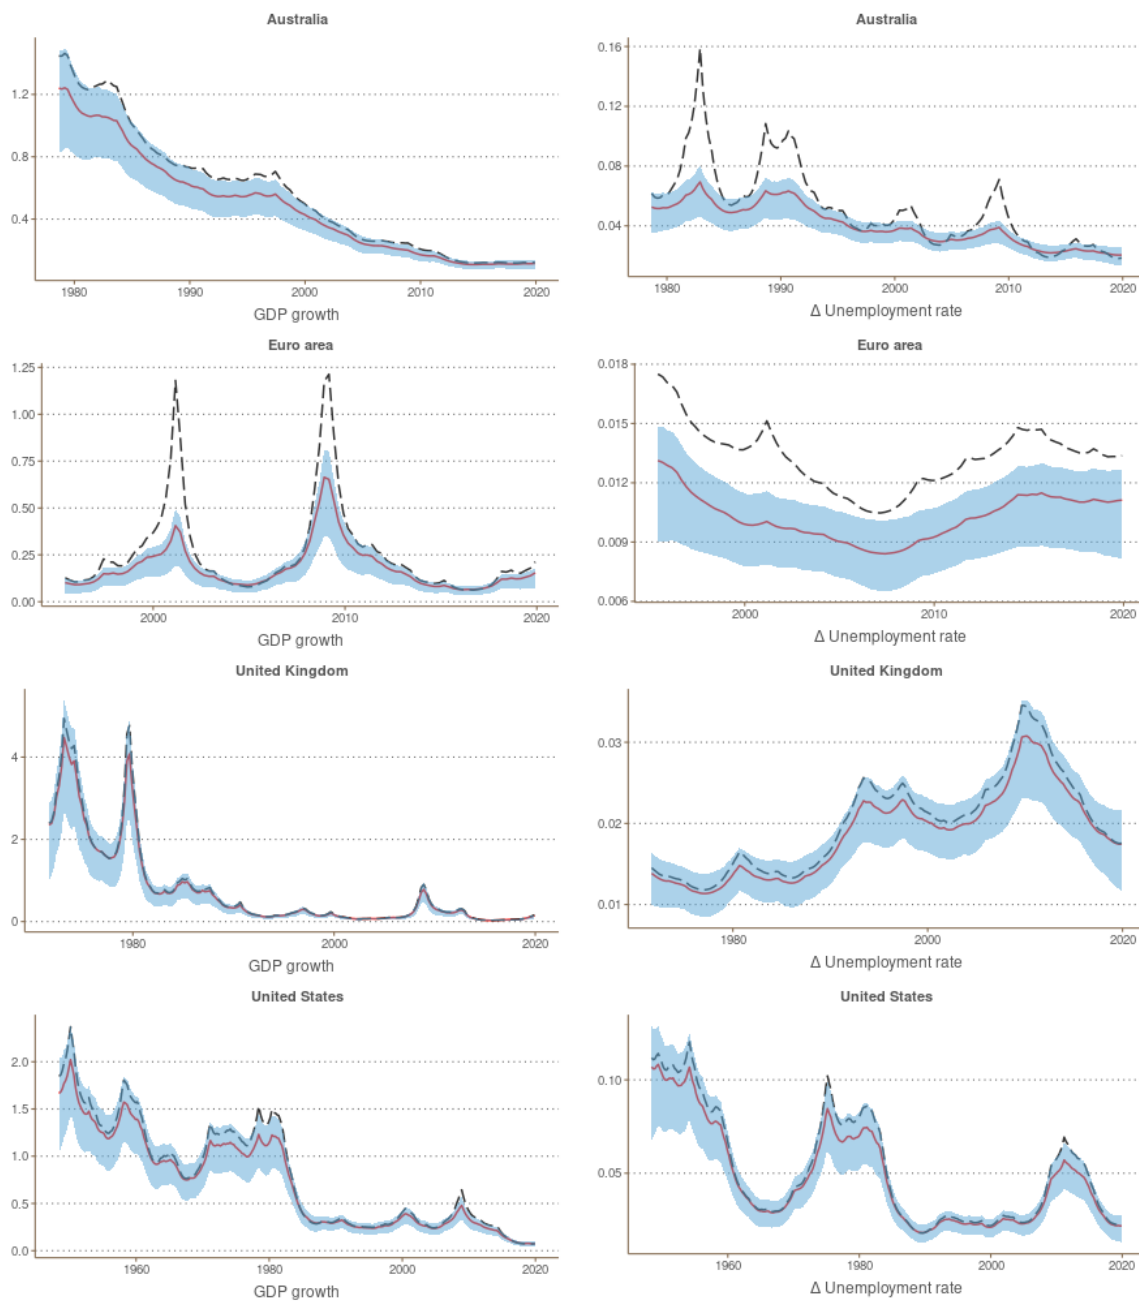 Australia
1.2
0.8
0.4
1980 1990 2000 2010 2020
GDP growth
Australia
0.16
0.12
0.08
0.04
1980 1990 2000 2010 2020
Δ Unemployment rate
Euro area
1.25
1.00
0.75
0.50
0.25
0.00
2000 2010 2020
GDP growth
Euro area
0.018
0.015
0.012
0.009
0.006
2000 2010 2020
Δ Unemployment rate
United Kingdom
4
2
0
1980 2000 2020
GDP growth
United Kingdom
0.03
0.02
0.01
1980 2000 2020
Δ Unemployment rate
United States
2.0
1.5
1.0
0.5
0.0
1960 1980 2000 2020
GDP growth
United States
0.10
0.05
1960 1980 2000 2020
Δ Unemployment rate